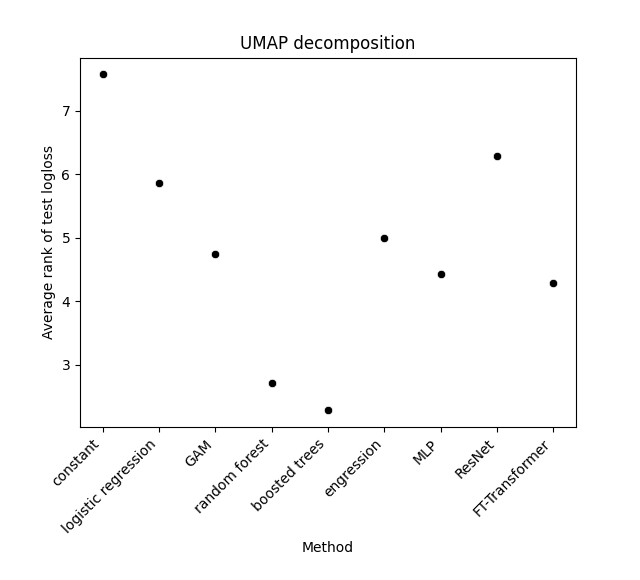 UMAP decomposition
Average rank of test logloss
7
6
5
4
3
constant
logistic regression
GAM
random forest
boosted trees
engression
MLP
ResNet
FT-Transformer
Method